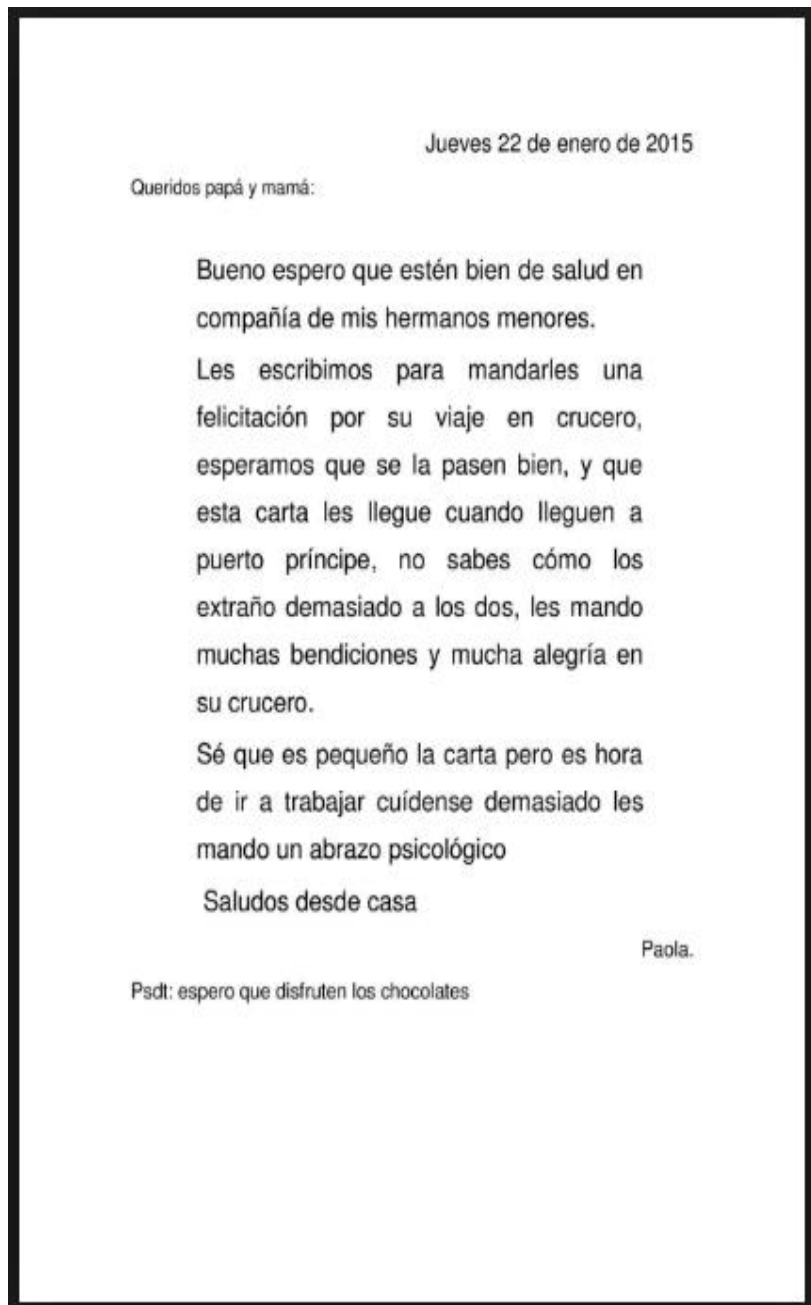 Jueves 22 de enero de 2015
Queridos papá y mamá:
Bueno espero que estén bien de salud en
compañía de mis hermanos menores.
Les escribimos para mandarles una
felicitación por su viaje en crucero,
esperamos que se la pasen bien, y que
esta carta les llegue cuando lleguen a
puerto príncipe, no sabes cómo los
extraño demasiado a los dos, les mando
muchas bendiciones y mucha alegría en
su crucero.
Sé que es pequeño la carta pero es hora
de ir a trabajar cuídense demasiado les
mando un abrazo psicológico
Saludos desde casa
Paola.
Psdt: espero que disfruten los chocolates